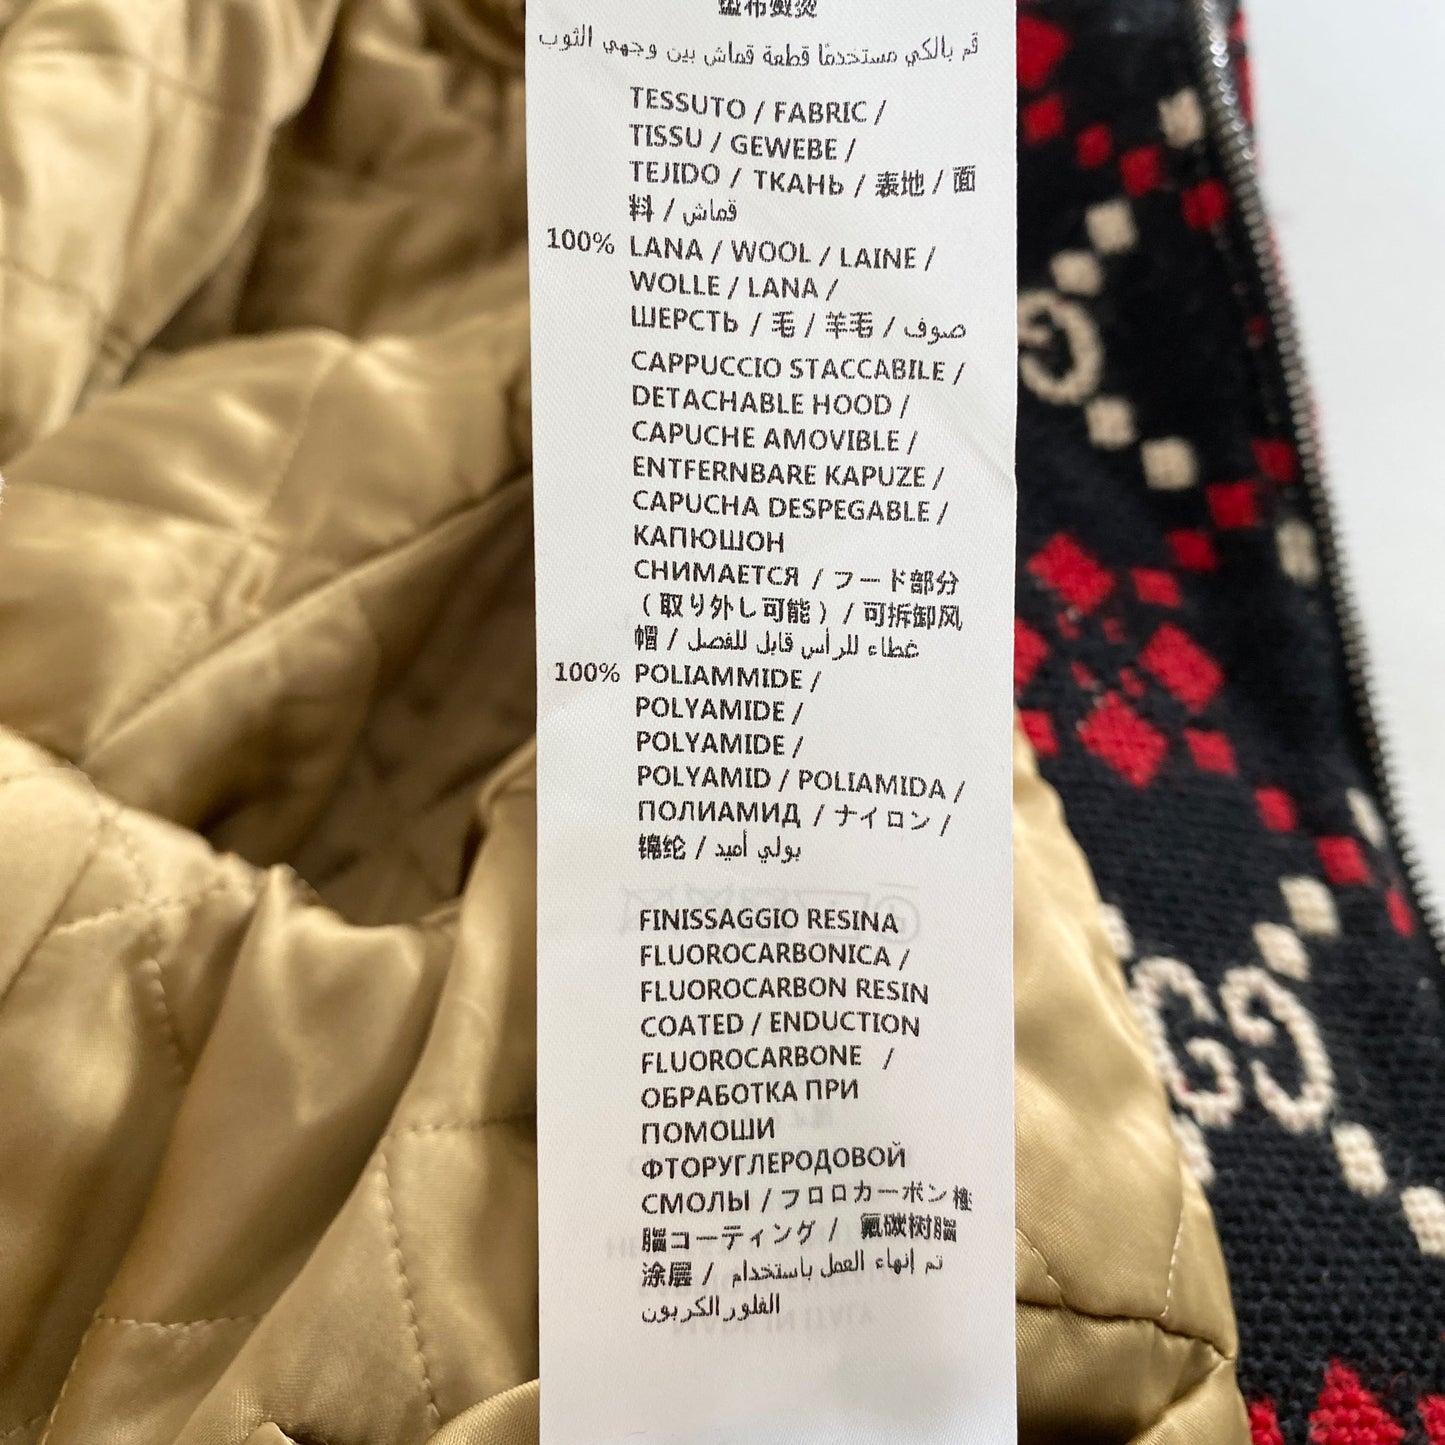 قم بالكي مستخدمًا قطعة قماش بين وجهي الثوب
TESSUTO / FABRIC /
TISSU / GEWEBE /
TEJIDO / ТКАНЬ / 表地 / 面
料 / قماش
100% LANA / WOOL / LAINE /
WOLLE / LANA /
ШЕРСТЬ / 毛 / 羊毛 / صوف
CAPPUCCIO STACCABILE /
DETACHABLE HOOD /
CAPUCHE AMOVIBLE /
ENTFERNBARE KAPUZE /
CAPUCHA DESPEGABLE /
КАПЮШОН
СНИМАЕТСЯ / フード部分
(取り外し可能) / 可拆卸风
帽 / غطاء للرأس قابل للفصل
100% POLIAMMIDE /
POLYAMIDE /
POLYAMIDE /
POLYAMID / POLIAMIDA /
ПОЛИАМИД / ナイロン /
锦纶 / بولي أميد
FINISSAGGIO RESINA
FLUOROCARBONICA /
FLUOROCARBON RESIN
COATED / ENDUCTION
FLUOROCARBONE /
ОБРАБОТКА ПРИ
ПОМОШИ
ФТОРУГЛЕРОДОВОЙ
СМОЛЫ / フロロカーボン樹
脂コーティング / 氟碳树脂
涂层 / تم إنهاء العمل باستخدام
الفلور الكربون
GG